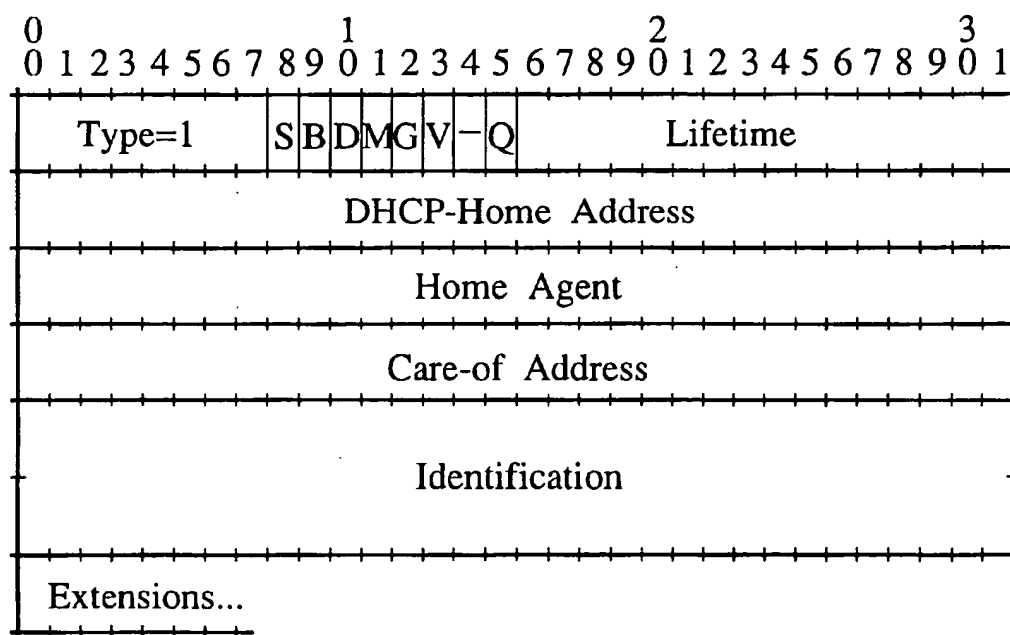 0 1 2 3
0 1 2 3 4 5 6 7 8 9 0 1 2 3 4 5 6 7 8 9 0 1 2 3 4 5 6 7 8 9 0 1
Type=1 S B D M G V – Q Lifetime
DHCP-Home Address
Home Agent
Care-of Address
Identification
Extensions...